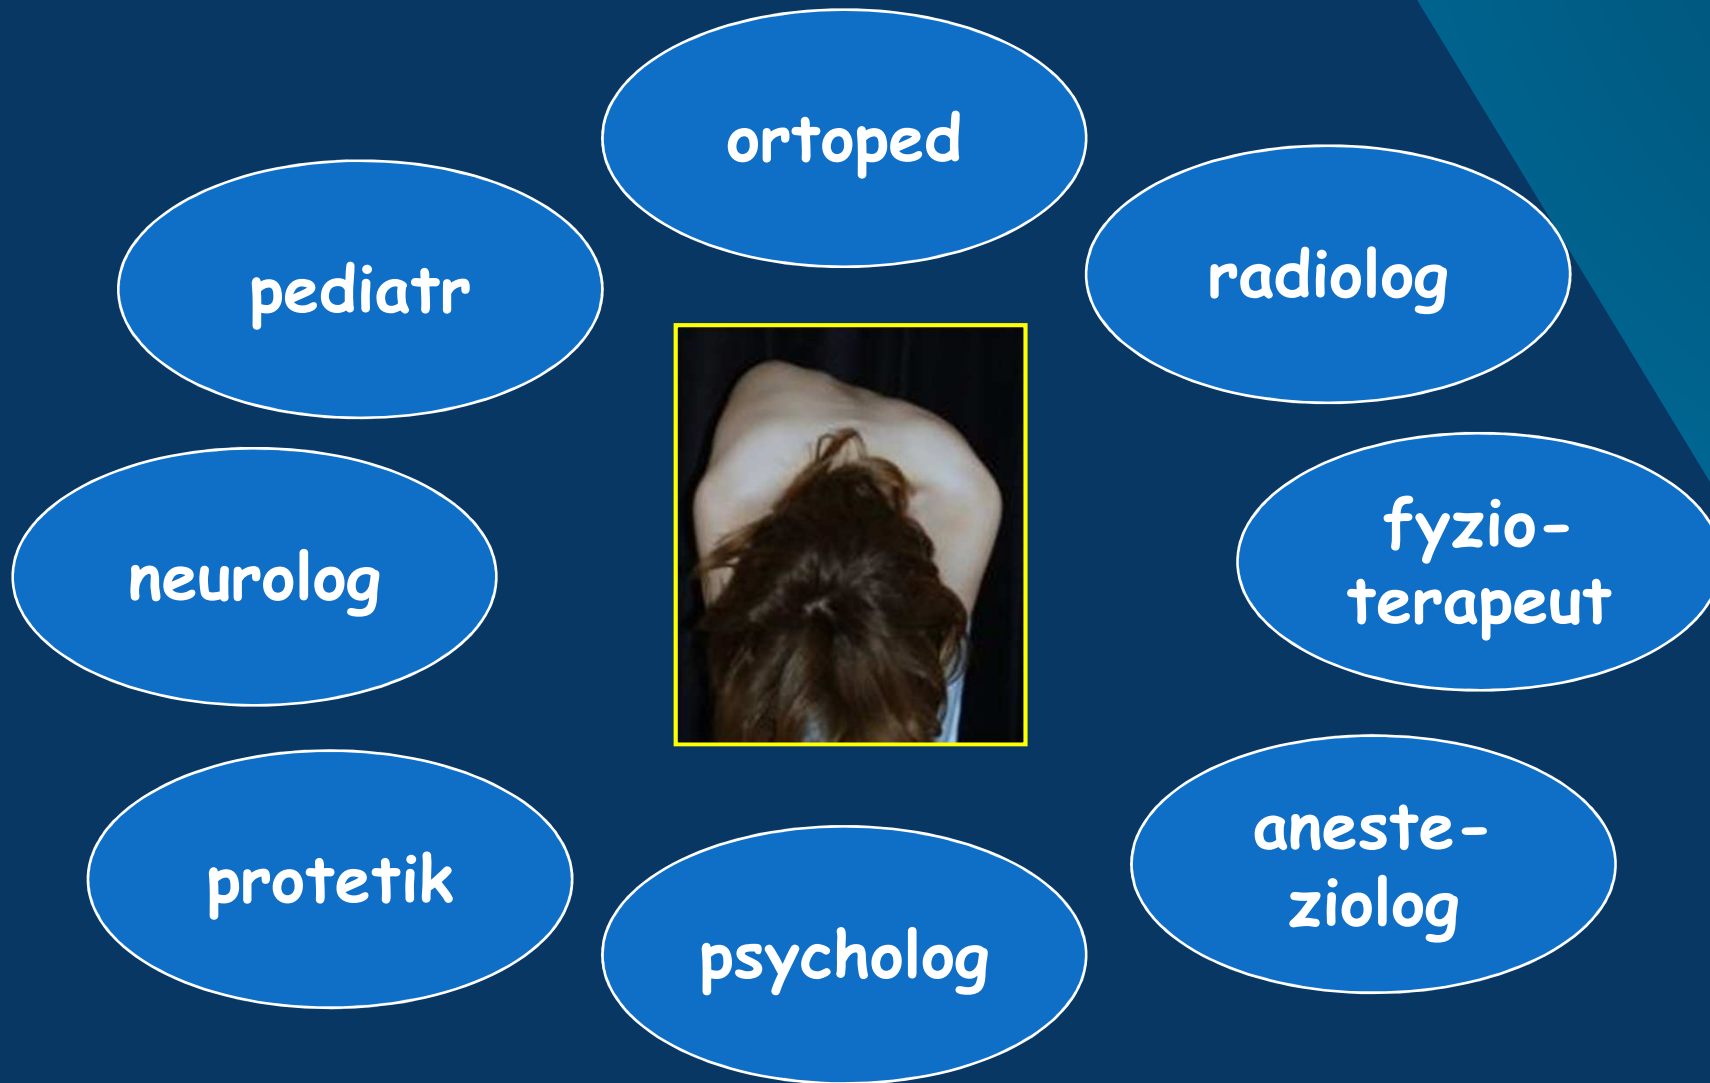 ortoped
pediatr
radiolog
neurolog
fyzio-
terapeut
protetik
psycholog
aneste-
ziolog